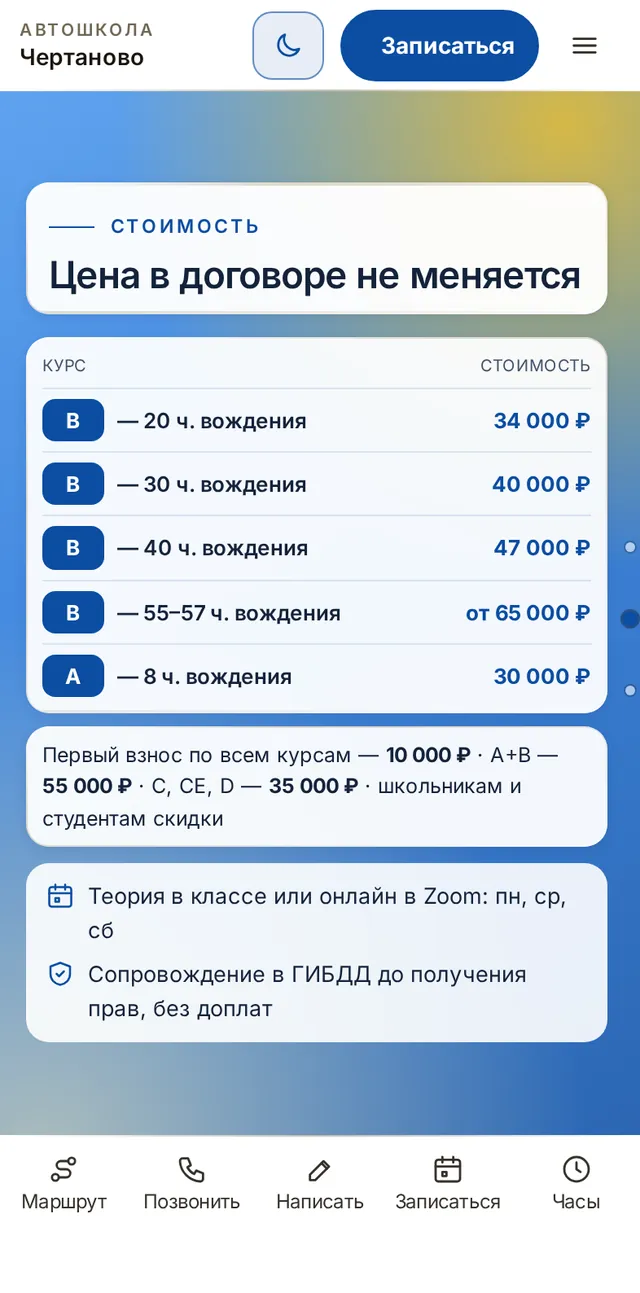 АВТОШКОЛА
Чертаново
Записаться
СТОИМОСТЬ
Цена в договоре не меняется
КУРС СТОИМОСТЬ
B — 20 ч. вождения 34 000 ₽
B — 30 ч. вождения 40 000 ₽
B — 40 ч. вождения 47 000 ₽
B — 55–57 ч. вождения от 65 000 ₽
A — 8 ч. вождения 30 000 ₽
Первый взнос по всем курсам — 10 000 ₽ · A+B —
55 000 ₽ · C, CE, D — 35 000 ₽ · школьникам и
студентам скидки
Теория в классе или онлайн в Zoom: пн, ср,
сб
Сопровождение в ГИБДД до получения
прав, без доплат
Маршрут Позвонить Написать Записаться Часы